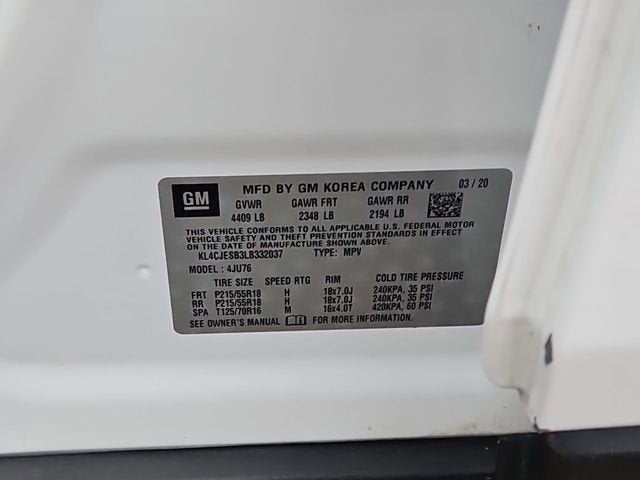 GM MFD BY GM KOREA COMPANY 03/20
GVWR GAWR FRT GAWR RR
4409 LB 2348 LB 2194 LB
THIS VEHICLE CONFORMS TO ALL APPLICABLE U.S. FEDERAL MOTOR
VEHICLE SAFETY AND THEFT PREVENTION STANDARDS IN EFFECT
ON THE DATE OF MANUFACTURE SHOWN ABOVE.
KL4CJESB3LB332037 TYPE: MPV
MODEL: 4JU76
TIRE SIZE SPEED RTG RIM COLD TIRE PRESSURE
FRT P215/55R18 H 18x7.0J 240KPA, 35 PSI
RR P215/55R18 H 18x7.0J 240KPA, 35 PSI
SPA T125/70R16 M 16x4.0T 420KPA, 60 PSI
SEE OWNER'S MANUAL FOR MORE INFORMATION.